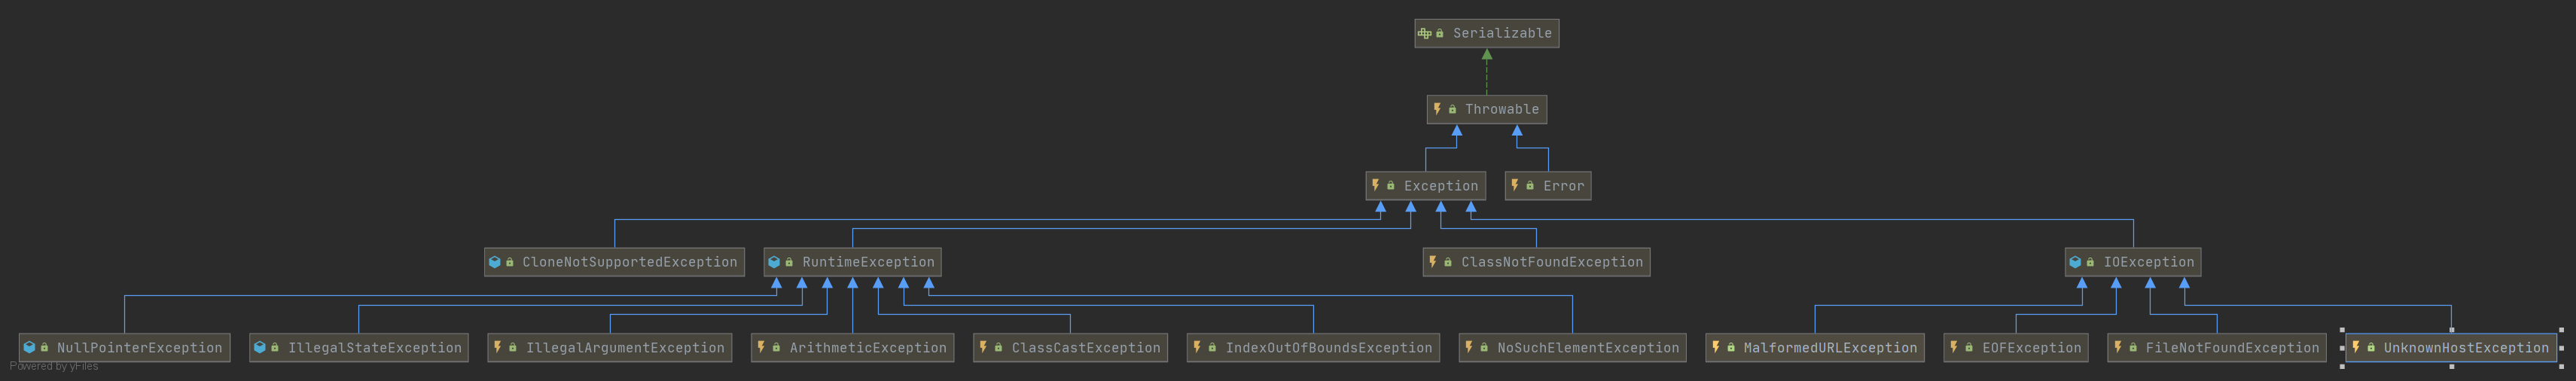 Serializable
Throwable
Exception
Error
CloneNotSupportedException
RuntimeException
ClassNotFoundException
IOException
NullPointerException
IllegalStateException
IllegalArgumentException
ArithmeticException
ClassCastException
IndexOutOfBoundsException
NoSuchElementException
MalformedURLException
EOFException
FileNotFoundException
UnknownHostException
Powered by yFiles